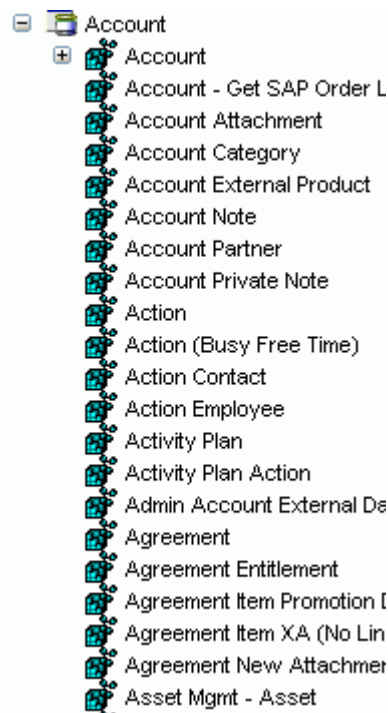 Account
Account
Account - Get SAP Order L
Account Attachment
Account Category
Account External Product
Account Note
Account Partner
Account Private Note
Action
Action (Busy Free Time)
Action Contact
Action Employee
Activity Plan
Activity Plan Action
Admin Account External Da
Agreement
Agreement Entitlement
Agreement Item Promotion D
Agreement Item XA (No Lin
Agreement New Attachmen
Asset Mgmt - Asset